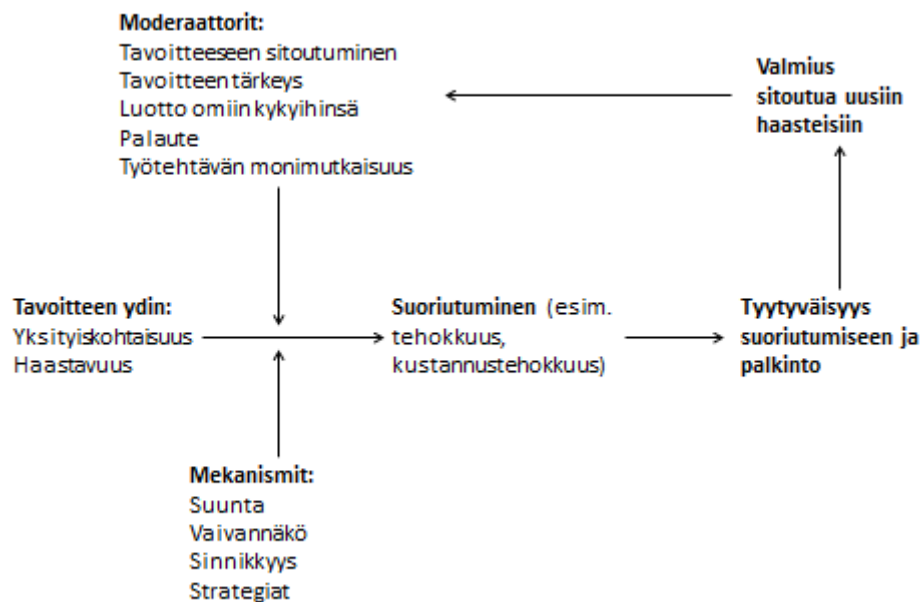 Moderaattorit:
Tavoitteeseen sitoutuminen
Tavoitteen tärkeys
Luotto omiin kykyihinsä
Palaute
Työtehtävän monimutkaisuus
Valmius
sitoutua uusiin
haasteisiin
Tavoitteen ydin:
Yksityiskohtaisuus
Haastavuus
Suoriutuminen (esim.
tehokkuus,
kustannustehokkuus)
Tyytyväisyys
suoriutumiseen ja
palkinto
Mekanismit:
Suunta
Vaivannäkö
Sinnikkyys
Strategiat